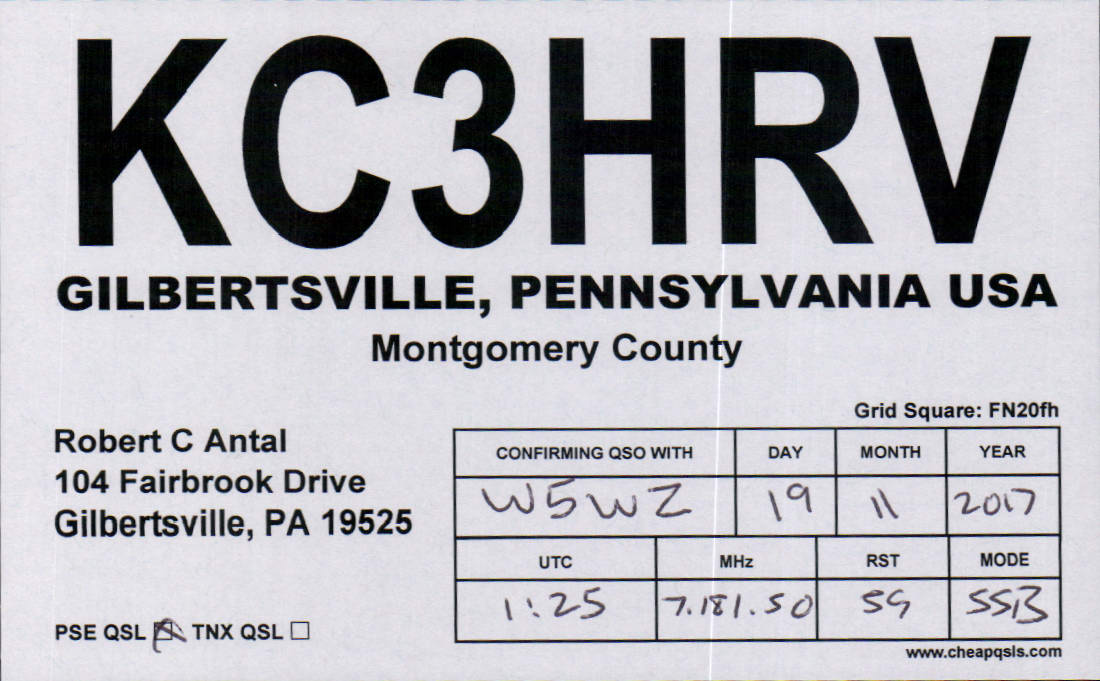 KC3HRV
GILBERTSVILLE, PENNSYLVANIA USA
Montgomery County
Grid Square: FN20fh
Robert C Antal
104 Fairbrook Drive
Gilbertsville, PA 19525
CONFIRMING QSO WITH DAY MONTH YEAR
W5WZ 19 11 2017
UTC MHz RST MODE
1:25 7.181.50 59 SSB
PSE QSL TNX QSL
www.cheapqsls.com